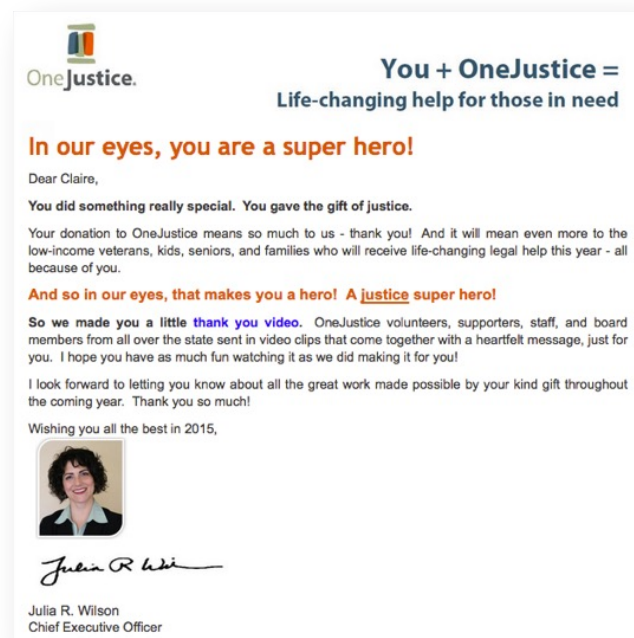 OneJustice.
You + OneJustice =
Life-changing help for those in need
In our eyes, you are a super hero!
Dear Claire,
You did something really special.  You gave the gift of justice.
Your donation to OneJustice means so much to us - thank you!  And it will mean even more to the
low-income veterans, kids, seniors, and families who will receive life-changing legal help this year - all
because of you.
And so in our eyes, that makes you a hero!  A justice super hero!
So we made you a little thank you video.  OneJustice volunteers, supporters, staff, and board
members from all over the state sent in video clips that come together with a heartfelt message, just for
you.  I hope you have as much fun watching it as we did making it for you!
I look forward to letting you know about all the great work made possible by your kind gift throughout
the coming year.  Thank you so much!
Wishing you all the best in 2015,
Julia R Wil
Julia R. Wilson
Chief Executive Officer